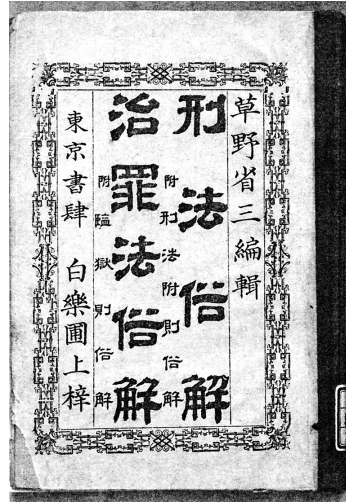 草野省三編輯
刑法俗解
附刑法附則俗解
治罪法俗解
附監獄則俗解
東京書肆 白樂圃上梓